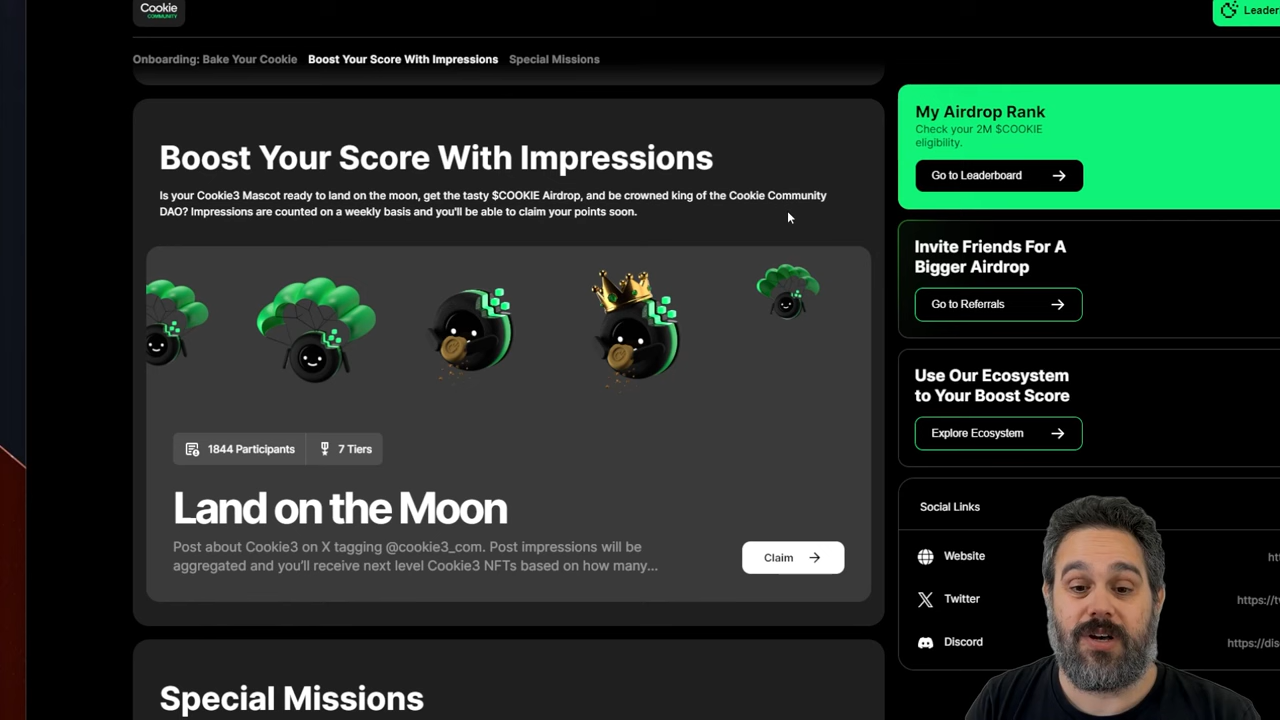 Cookie
COMMUNITY
Leader
Onboarding: Bake Your Cookie
Boost Your Score With Impressions
Special Missions
Boost Your Score With Impressions
Is your Cookie3 Mascot ready to land on the moon, get the tasty $COOKIE Airdrop, and be crowned king of the Cookie Community
DAO? Impressions are counted on a weekly basis and you'll be able to claim your points soon.
1844 Participants
7 Tiers
Land on the Moon
Post about Cookie3 on X tagging @cookie3_com. Post impressions will be
aggregated and you'll receive next level Cookie3 NFTs based on how many...
Claim
Special Missions
My Airdrop Rank
Check your 2M $COOKIE
eligibility.
Go to Leaderboard
Invite Friends For A
Bigger Airdrop
Go to Referrals
Use Our Ecosystem
to Your Boost Score
Explore Ecosystem
Social Links
Website
htt
Twitter
https://tv
Discord
https://dis